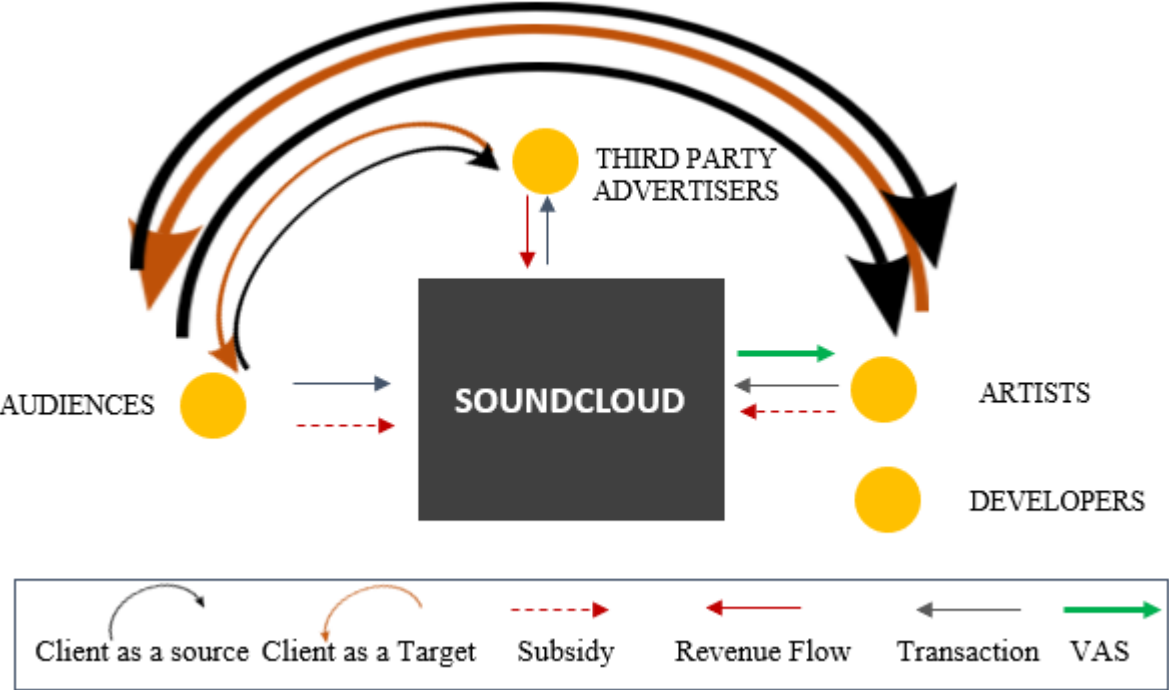 THIRD PARTY
ADVERTISERS
AUDIENCES
SOUNDCLOUD
ARTISTS
DEVELOPERS
Client as a source
Client as a Target
Subsidy
Revenue Flow
Transaction
VAS